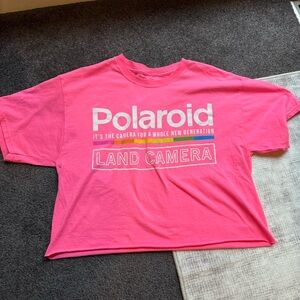 Polaroid
IT'S THE CAMERA FOR A WHOLE NEW GENERATION
LAND CAMERA